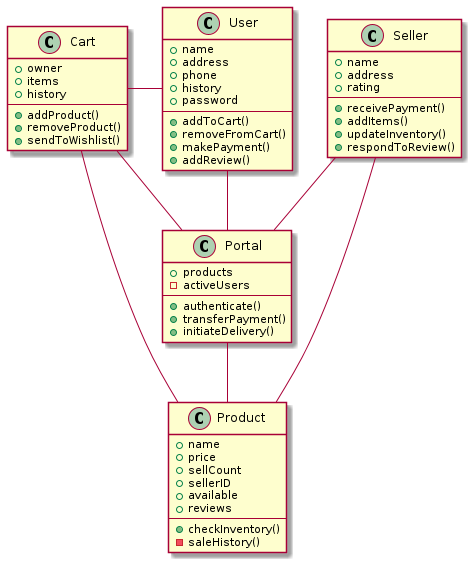 C Cart
owner
items
history
addProduct()
removeProduct()
sendToWishlist()
C User
name
address
phone
history
password
addToCart()
removeFromCart()
makePayment()
addReview()
C Seller
name
address
rating
receivePayment()
addItems()
updateInventory()
respondToReview()
C Portal
products
activeUsers
authenticate()
transferPayment()
initiateDelivery()
C Product
name
price
sellCount
sellerID
available
reviews
checkInventory()
saleHistory()